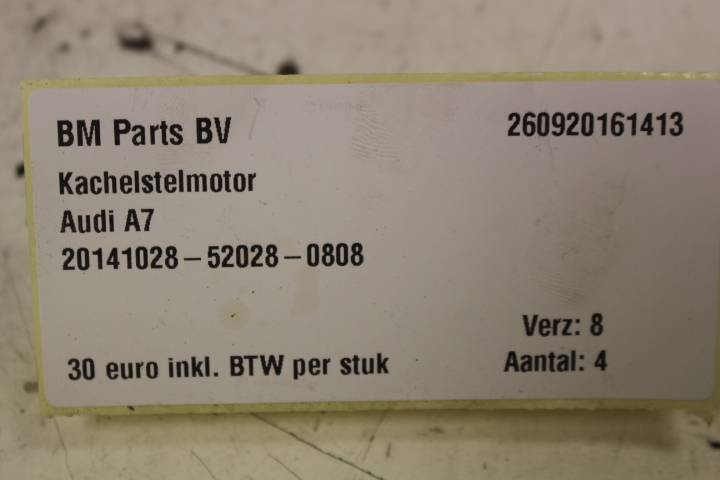 BM Parts BV 260920161413
Kachelstelmotor
Audi A7
20141028-52028-0808
Verz: 8
30 euro inkl. BTW per stuk Aantal: 4